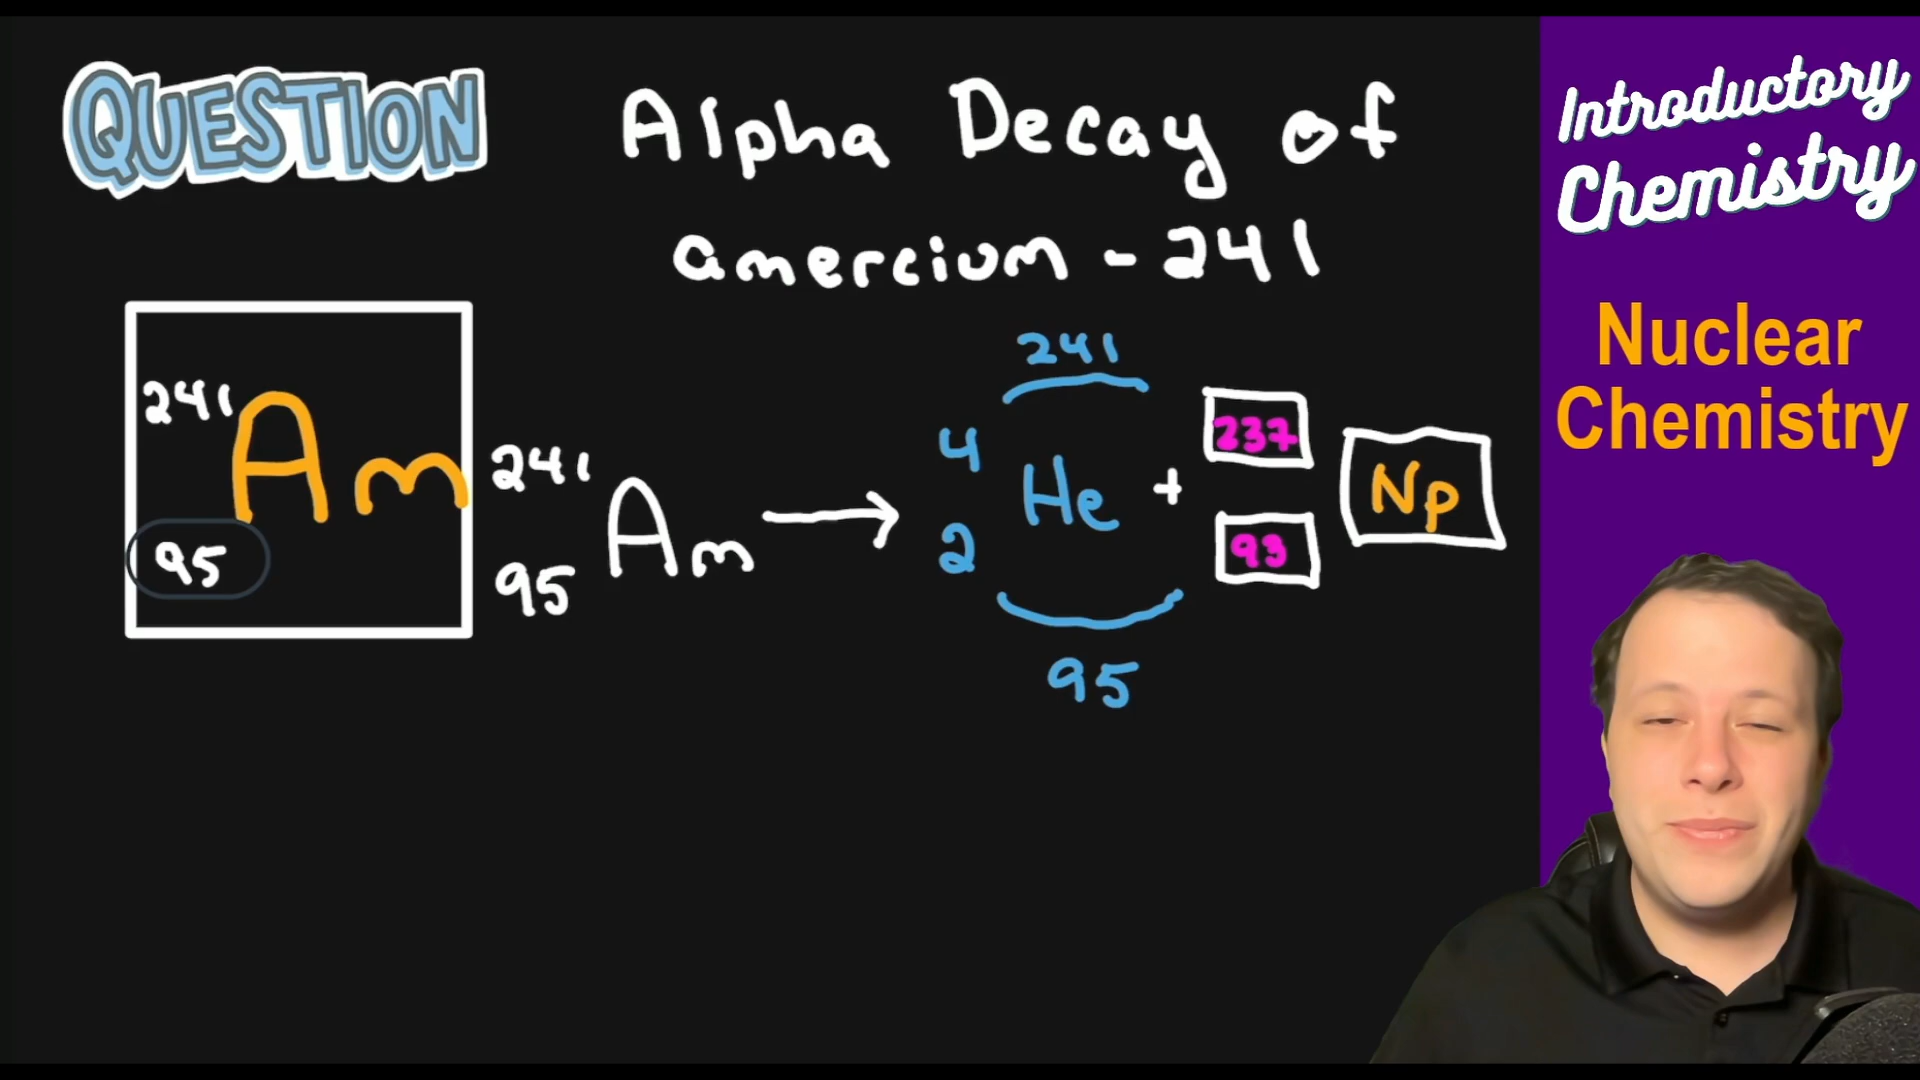 QUESTION
Alpha Decay of
amercium - 241
Introductory
Chemistry
Nuclear
Chemistry
241
Am
95
241
Am
95
241
4
He
2
+
237
93
Np
95